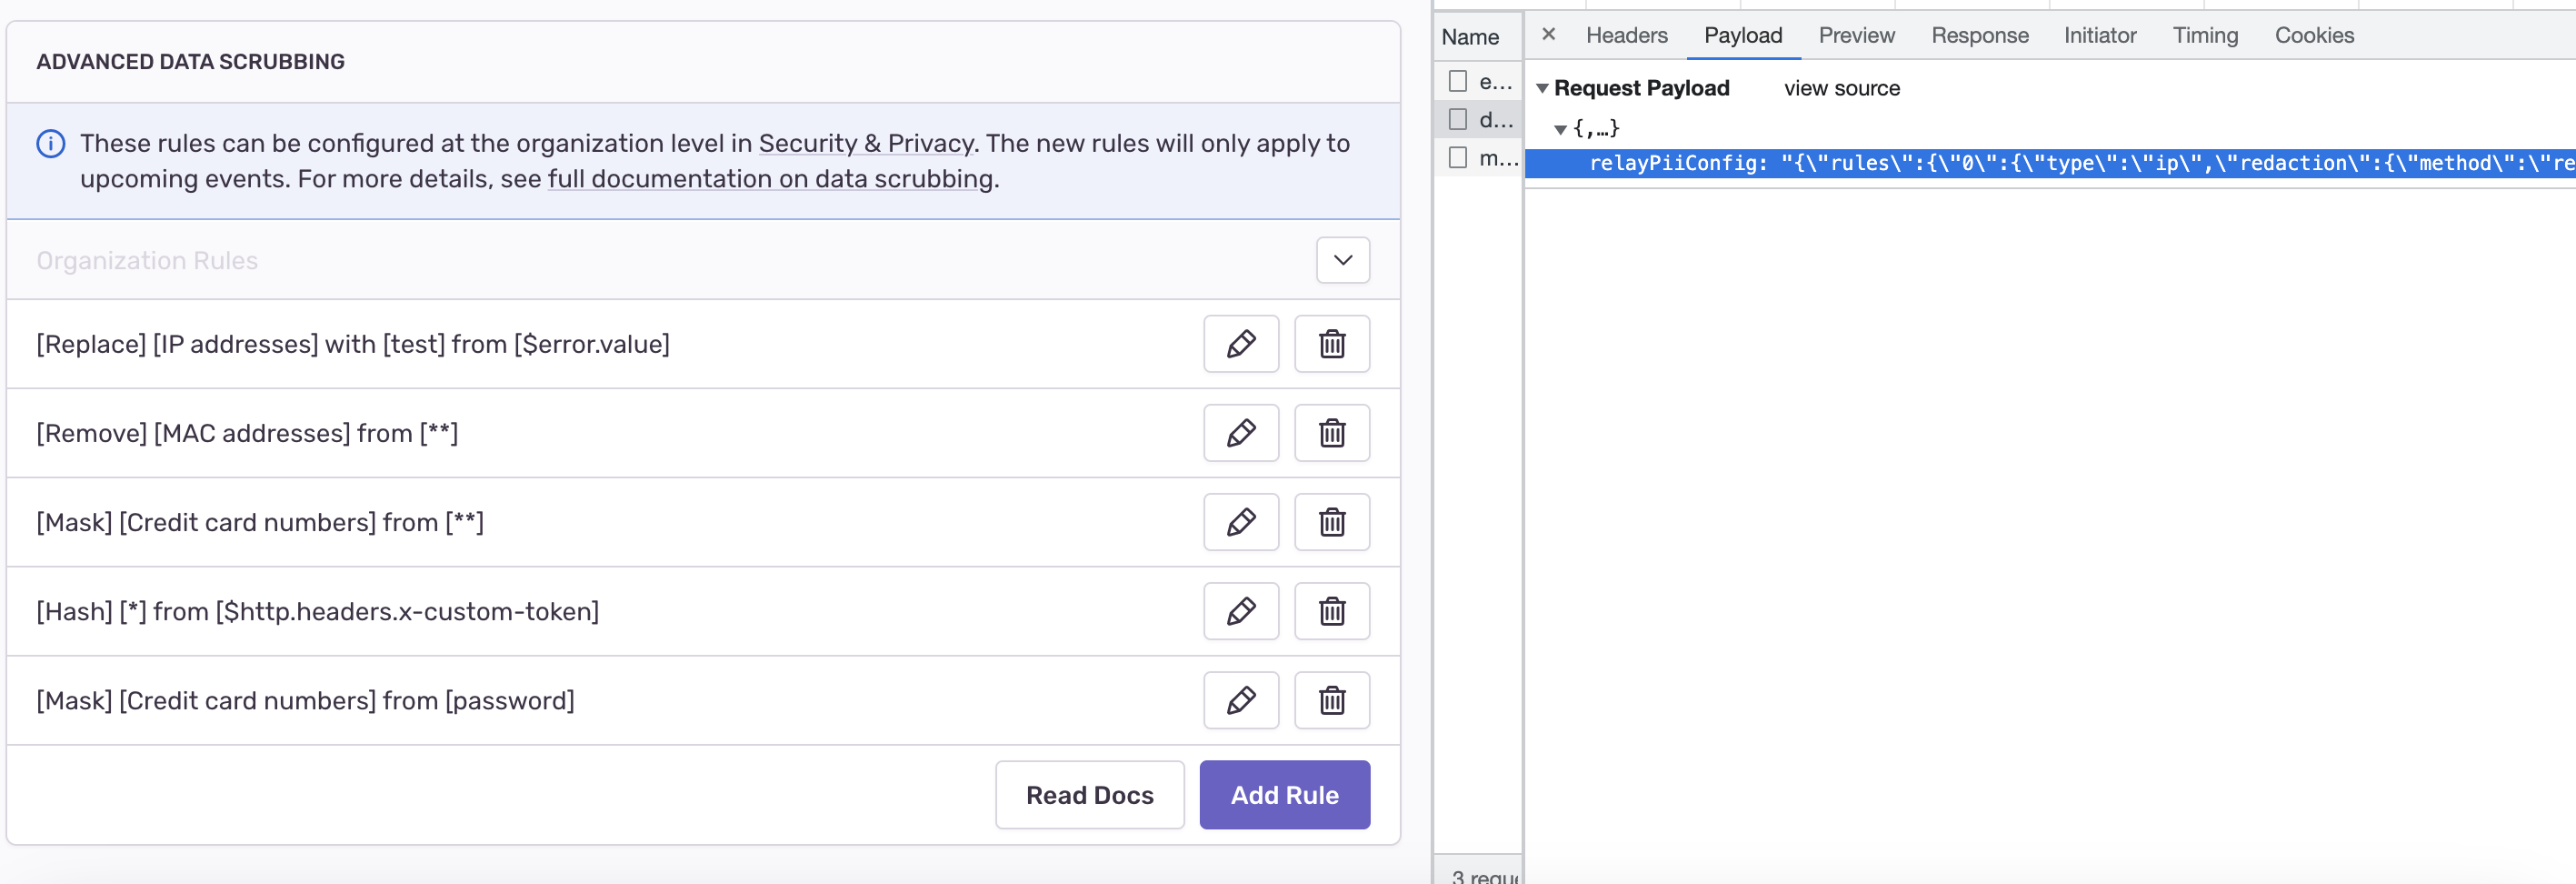 ADVANCED DATA SCRUBBING
These rules can be configured at the organization level in Security & Privacy. The new rules will only apply to
upcoming events. For more details, see full documentation on data scrubbing.
Organization Rules
[Replace] [IP addresses] with [test] from [$error.value]
[Remove] [MAC addresses] from [**]
[Mask] [Credit card numbers] from [**]
[Hash] [*] from [$http.headers.x-custom-token]
[Mask] [Credit card numbers] from [password]
Read Docs Add Rule
Name
e...
d...
m...
3 requ
× Headers Payload Preview Response Initiator Timing Cookies
Request Payload view source
{,…}
relayPiiConfig: "{\"rules\":{\"0\":{\"type\":\"ip\",\"redaction\":{\"method\":\"re